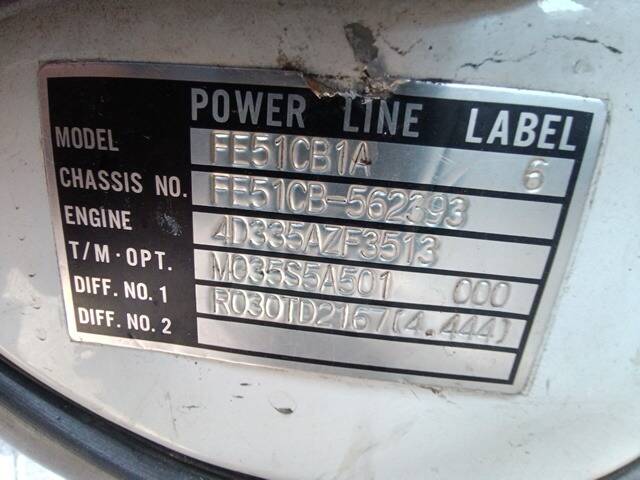 POWER LINE LABEL
MODEL FE51CB1A 6
CHASSIS NO. FE51CB-562393
ENGINE 4D335AZF3513
T/M·OPT. M035S5A501 000
DIFF. NO. 1 R030TD2167(4.444)
DIFF. NO. 2